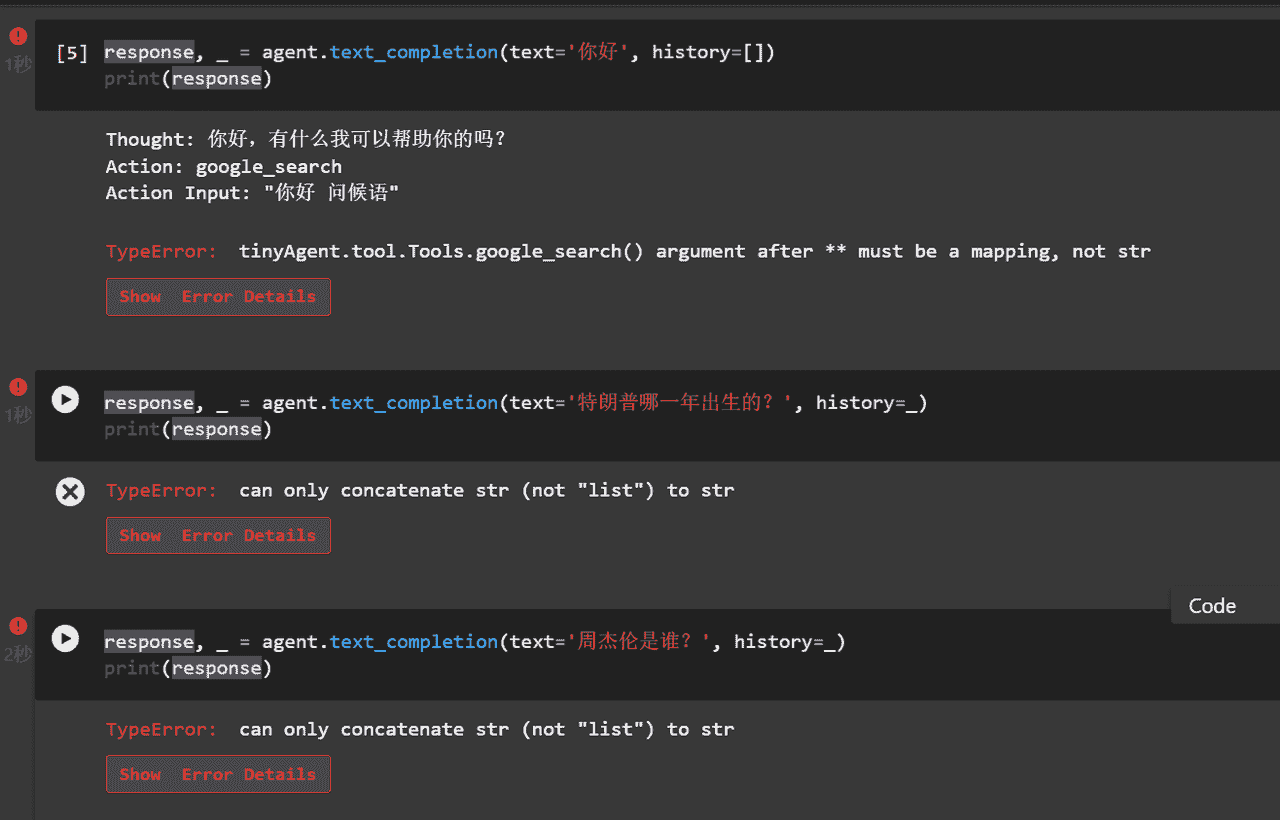 1秒
[5] response, _ = agent.text_completion(text='你好', history=[])
print(response)
Thought: 你好，有什么我可以帮助你的吗？
Action: google_search
Action Input: "你好 问候语"
TypeError: tinyAgent.tool.Tools.google_search() argument after ** must be a mapping, not str
Show Error Details
1秒
response, _ = agent.text_completion(text='特朗普哪一年出生的？', history=_)
print(response)
TypeError: can only concatenate str (not "list") to str
Show Error Details
Code
2秒
response, _ = agent.text_completion(text='周杰伦是谁？', history=_)
print(response)
TypeError: can only concatenate str (not "list") to str
Show Error Details